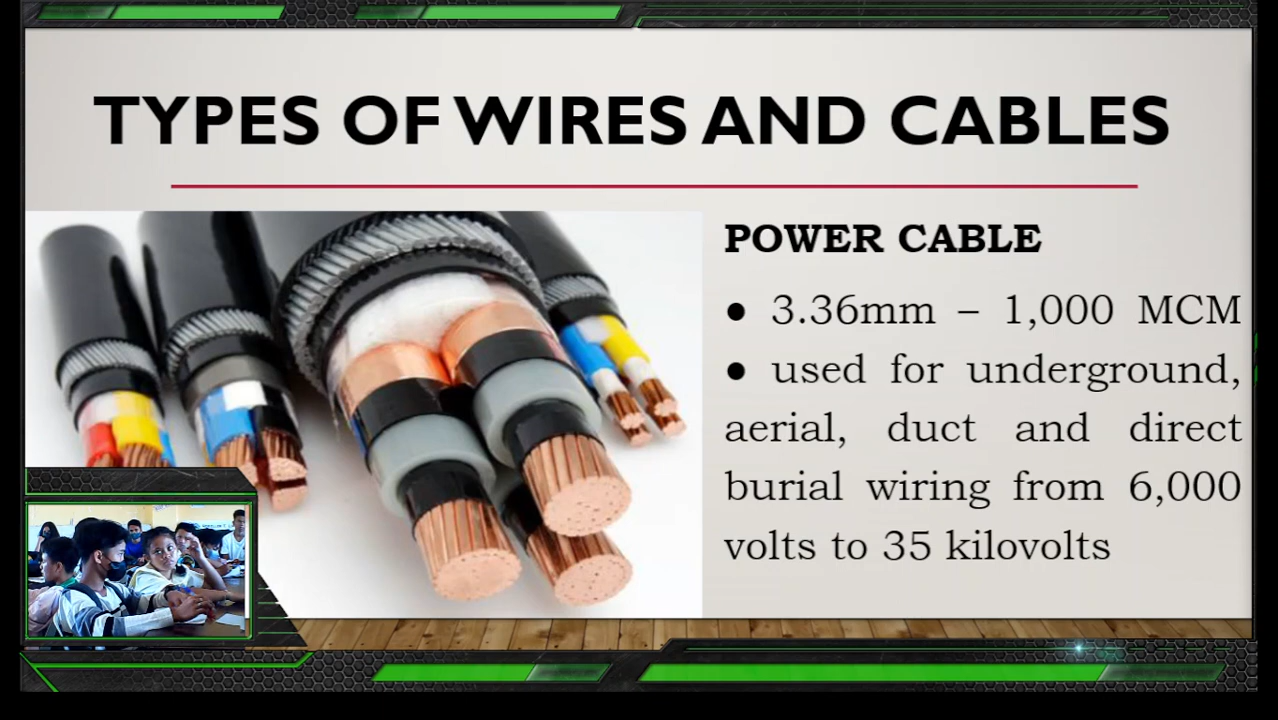 TYPES OF WIRES AND CABLES
POWER CABLE
● 3.36mm – 1,000 MCM
● used for underground,
aerial, duct and direct
burial wiring from 6,000
volts to 35 kilovolts